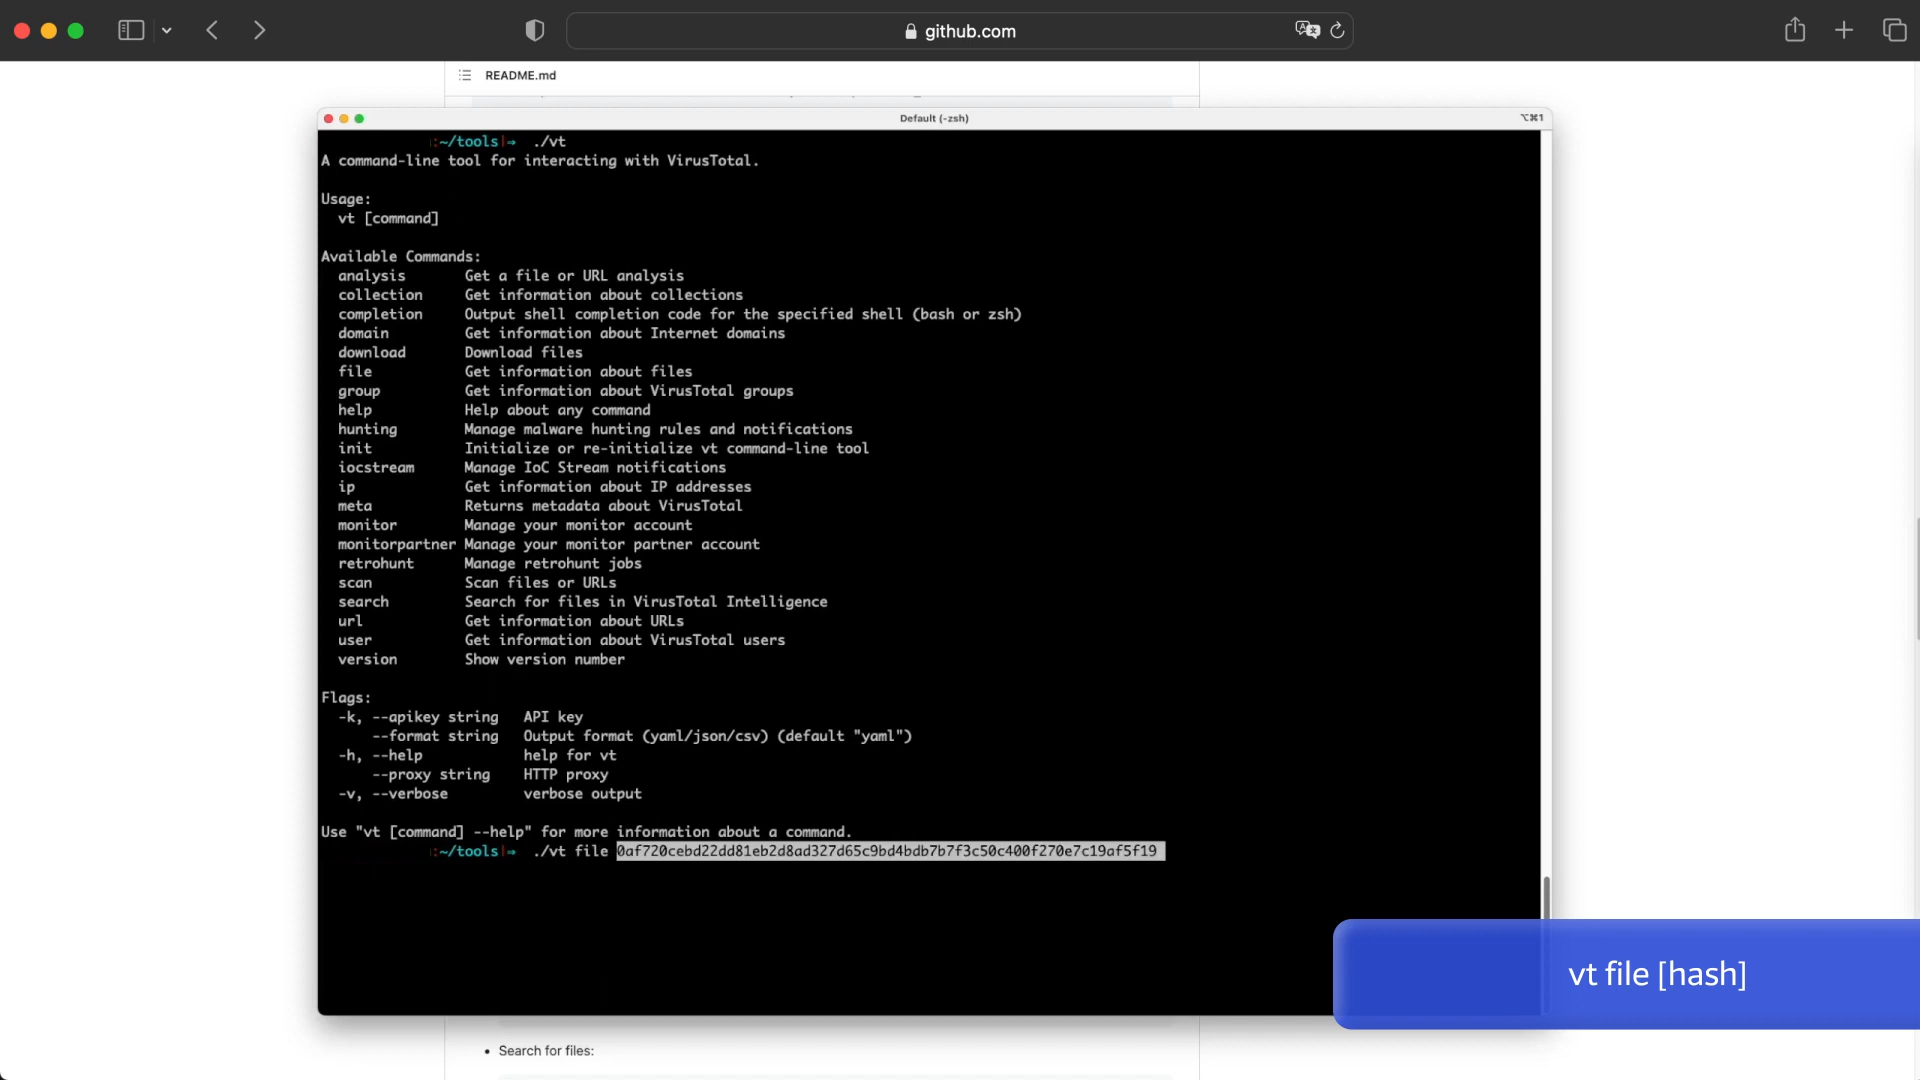 github.com
README.md
Default (-zsh)
⌥⌘1
:~/tools|⇒ ./vt
A command-line tool for interacting with VirusTotal.
Usage:
vt [command]
Available Commands:
analysis Get a file or URL analysis
collection Get information about collections
completion Output shell completion code for the specified shell (bash or zsh)
domain Get information about Internet domains
download Download files
file Get information about files
group Get information about VirusTotal groups
help Help about any command
hunting Manage malware hunting rules and notifications
init Initialize or re-initialize vt command-line tool
iocstream Manage IoC Stream notifications
ip Get information about IP addresses
meta Returns metadata about VirusTotal
monitor Manage your monitor account
monitorpartner Manage your monitor partner account
retrohunt Manage retrohunt jobs
scan Scan files or URLs
search Search for files in VirusTotal Intelligence
url Get information about URLs
user Get information about VirusTotal users
version Show version number
Flags:
-k, --apikey string API key
--format string Output format (yaml/json/csv) (default "yaml")
-h, --help help for vt
--proxy string HTTP proxy
-v, --verbose verbose output
Use "vt [command] --help" for more information about a command.
:~/tools|⇒ ./vt file 0af720cebd22dd81eb2d8ad327d65c9bd4bdb7b7f3c50c400f270e7c19af5f19
vt file [hash]
• Search for files: